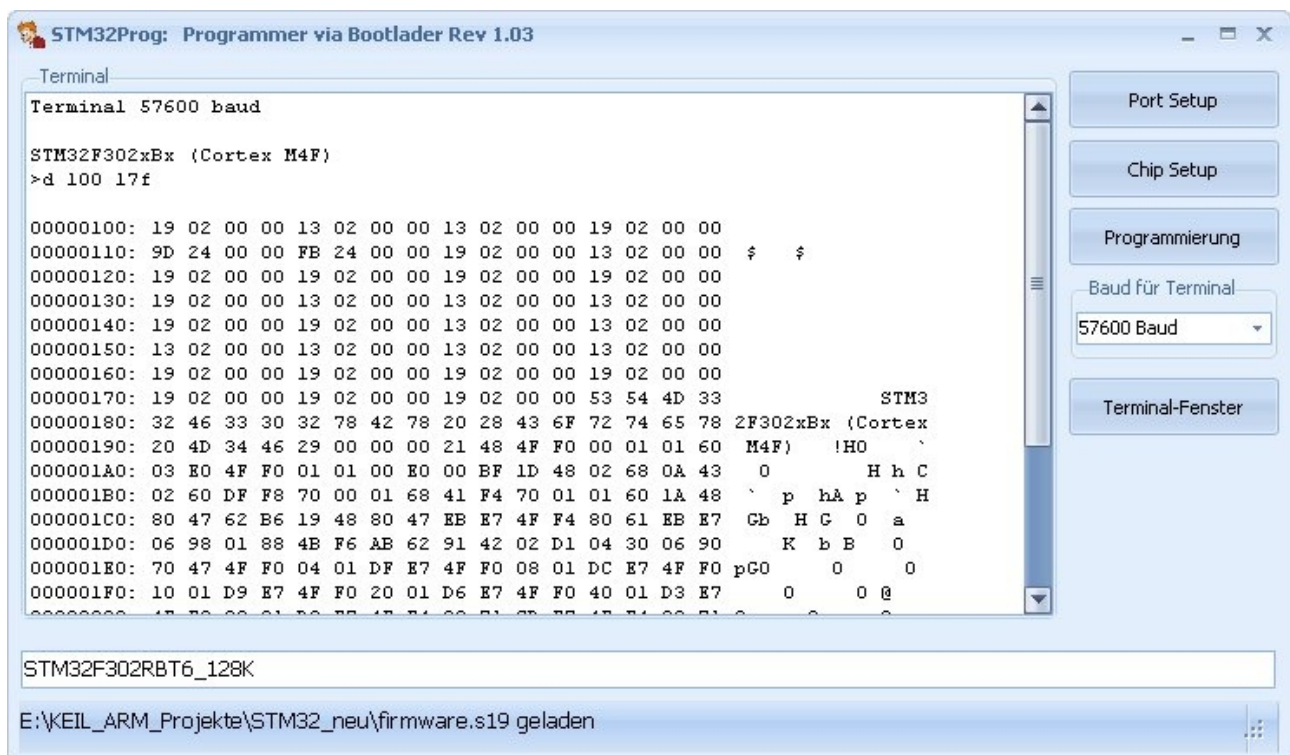 STM32Prog: Programmer via Bootlader Rev 1.03
Terminal
Terminal 57600 baud
STM32F302xBx (Cortex M4F)
>d 100 17f
00000100: 19 02 00 00 13 02 00 00 13 02 00 00 19 02 00 00
00000110: 9D 24 00 00 FB 24 00 00 19 02 00 00 13 02 00 00 $ $
00000120: 19 02 00 00 19 02 00 00 19 02 00 00 19 02 00 00
00000130: 19 02 00 00 13 02 00 00 13 02 00 00 13 02 00 00
00000140: 19 02 00 00 19 02 00 00 13 02 00 00 13 02 00 00
00000150: 13 02 00 00 13 02 00 00 13 02 00 00 13 02 00 00
00000160: 19 02 00 00 19 02 00 00 19 02 00 00 19 02 00 00
00000170: 19 02 00 00 19 02 00 00 19 02 00 00 53 54 4D 33 STM3
00000180: 32 46 33 30 32 78 42 78 20 28 43 6F 72 74 65 78 2F302xBx (Cortex
00000190: 20 4D 34 46 29 00 00 00 21 48 4F F0 00 01 01 60 M4F) !HO `
000001A0: 03 E0 4F F0 01 01 00 E0 00 BF 1D 48 02 68 0A 43 O H h C
000001B0: 02 60 DF F8 70 00 01 68 41 F4 70 01 01 60 1A 48 ` p hA p ` H
000001C0: 80 47 62 B6 19 48 80 47 EB E7 4F F4 80 61 EB E7 Gb H G O a
000001D0: 06 98 01 88 4B F6 AB 62 91 42 02 D1 04 30 06 90 K b B 0
000001E0: 70 47 4F F0 04 01 DF E7 4F F0 08 01 DC E7 4F F0 pGO O O
000001F0: 10 01 D9 E7 4F F0 20 01 D6 E7 4F F0 40 01 D3 E7 O O @
Port Setup
Chip Setup
Programmierung
Baud für Terminal
57600 Baud
Terminal-Fenster
STM32F302RBT6_128K
E:\KEIL_ARM_Projekte\STM32_neu\firmware.s19 geladen